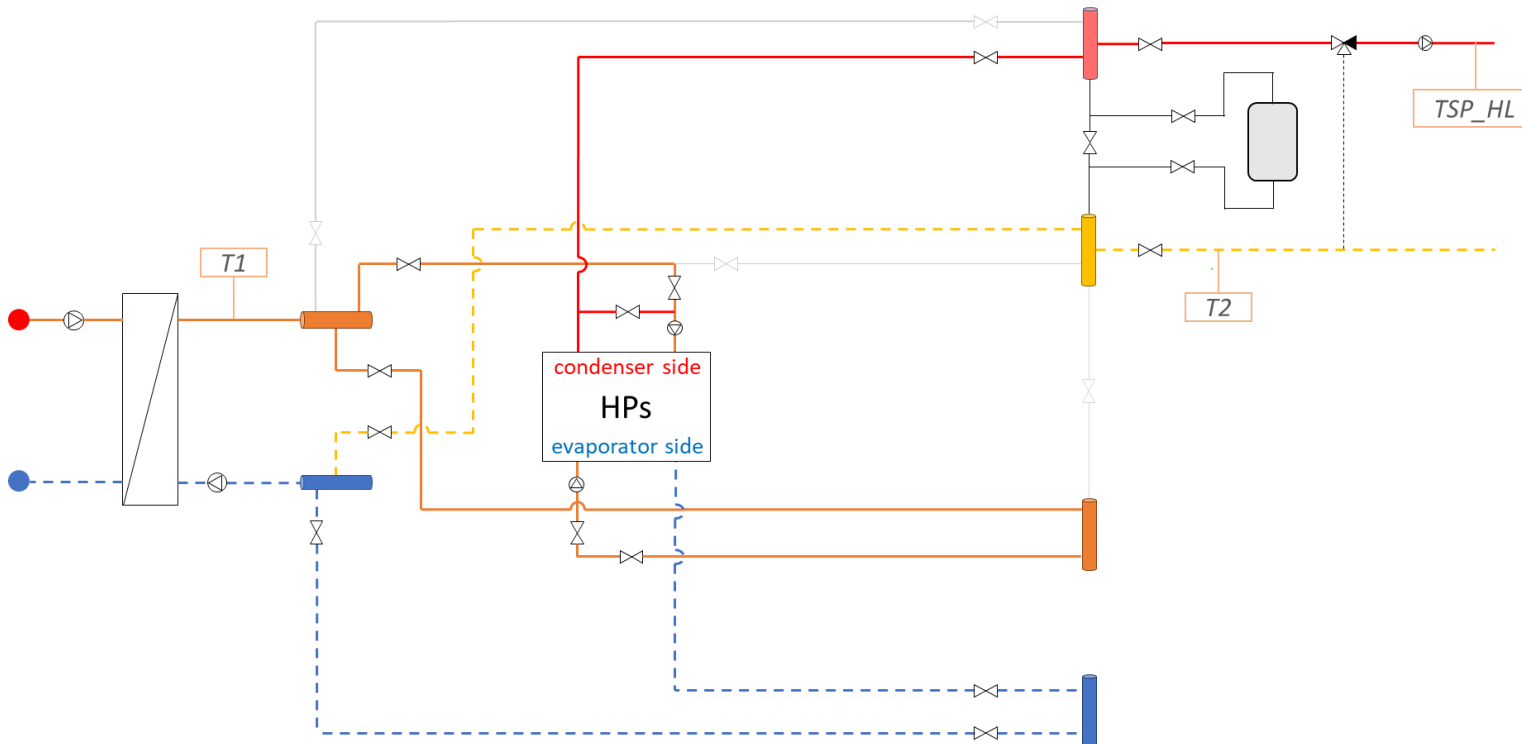 TSP_HL
T1
T2
condenser side
HPs
evaporator side